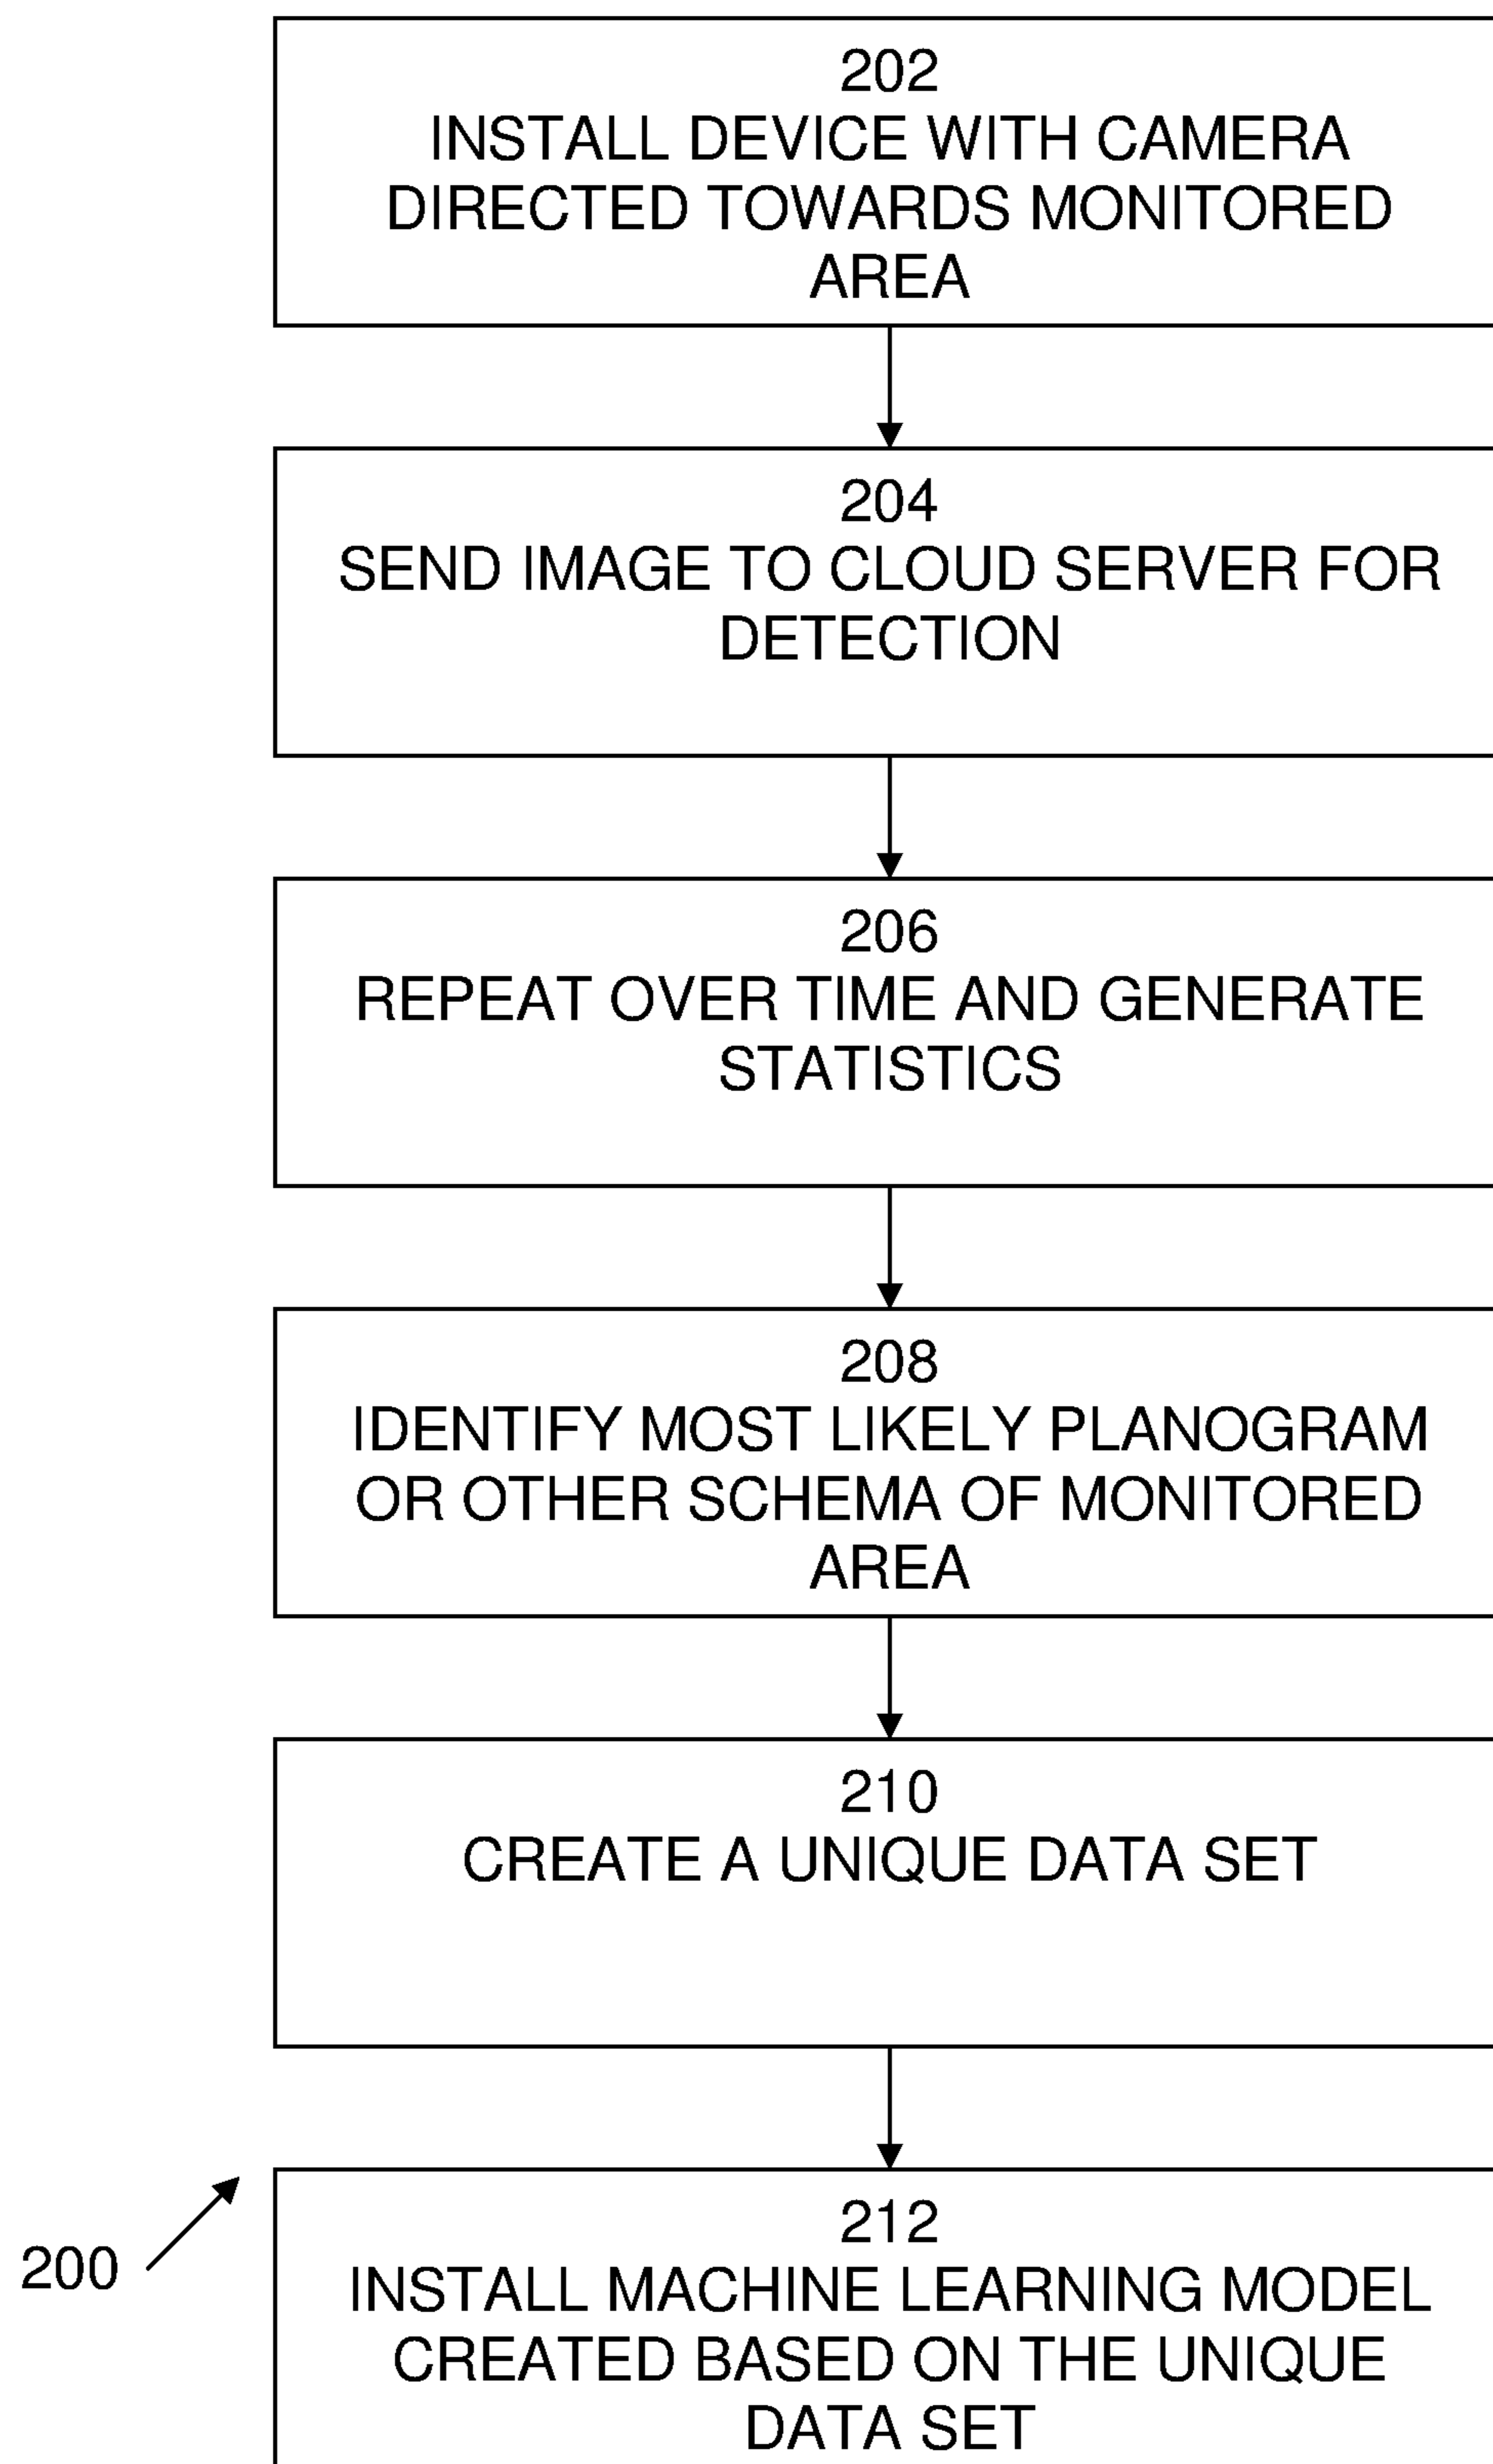 202
INSTALL DEVICE WITH CAMERA
DIRECTED TOWARDS MONITORED
AREA
204
SEND IMAGE TO CLOUD SERVER FOR
DETECTION
206
REPEAT OVER TIME AND GENERATE
STATISTICS
208
IDENTIFY MOST LIKELY PLANOGRAM
OR OTHER SCHEMA OF MONITORED
AREA
210
CREATE A UNIQUE DATA SET
200
212
INSTALL MACHINE LEARNING MODEL
CREATED BASED ON THE UNIQUE
DATA SET